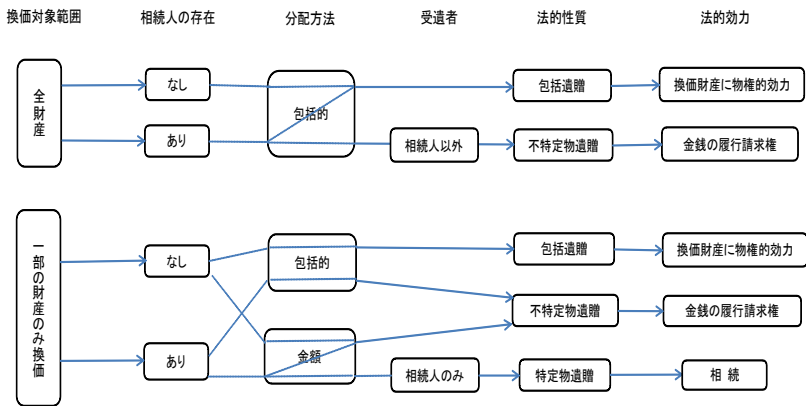 換価対象範囲 相続人の存在 分配方法 受遺者 法的性質 法的効力
全財産
なし
包括的
包括遺贈
換価財産に物権的効力
あり
相続人以外
不特定物遺贈
金銭の履行請求権
一部の財産のみ換価
なし
包括的
包括遺贈
換価財産に物権的効力
不特定物遺贈
金銭の履行請求権
あり
金額
相続人のみ
特定物遺贈
相 続